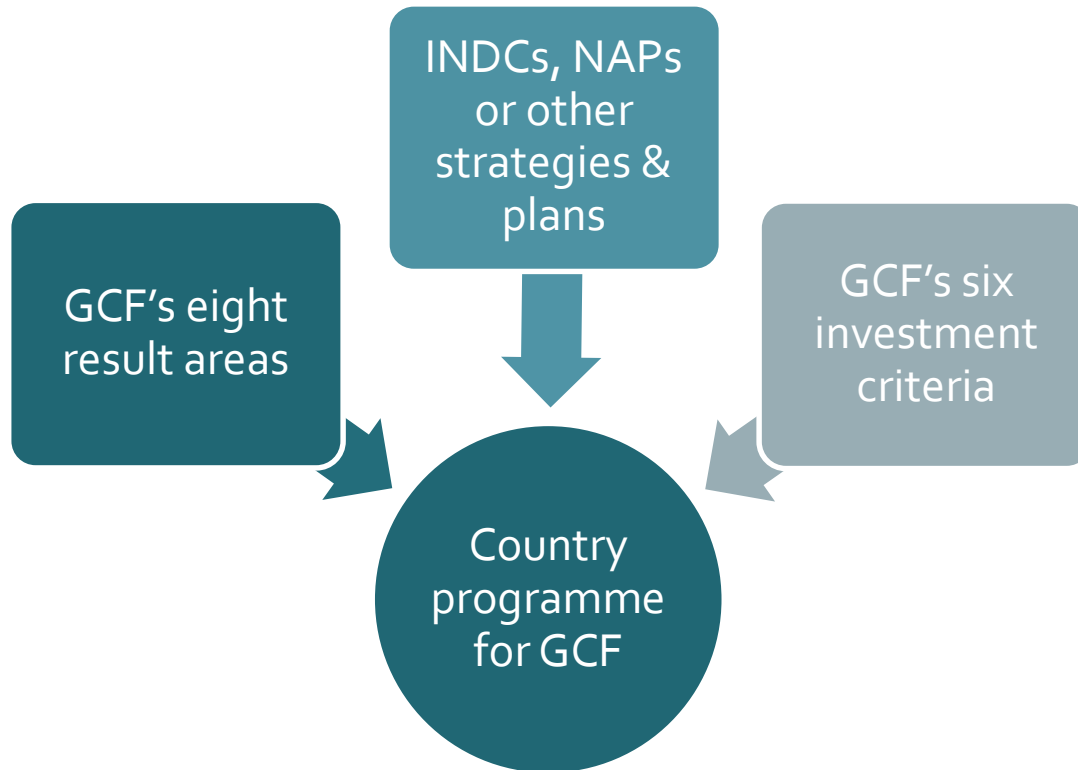 INDCs, NAPs
or other
strategies &
plans
GCF’s eight
result areas
GCF’s six
investment
criteria
Country
programme
for GCF